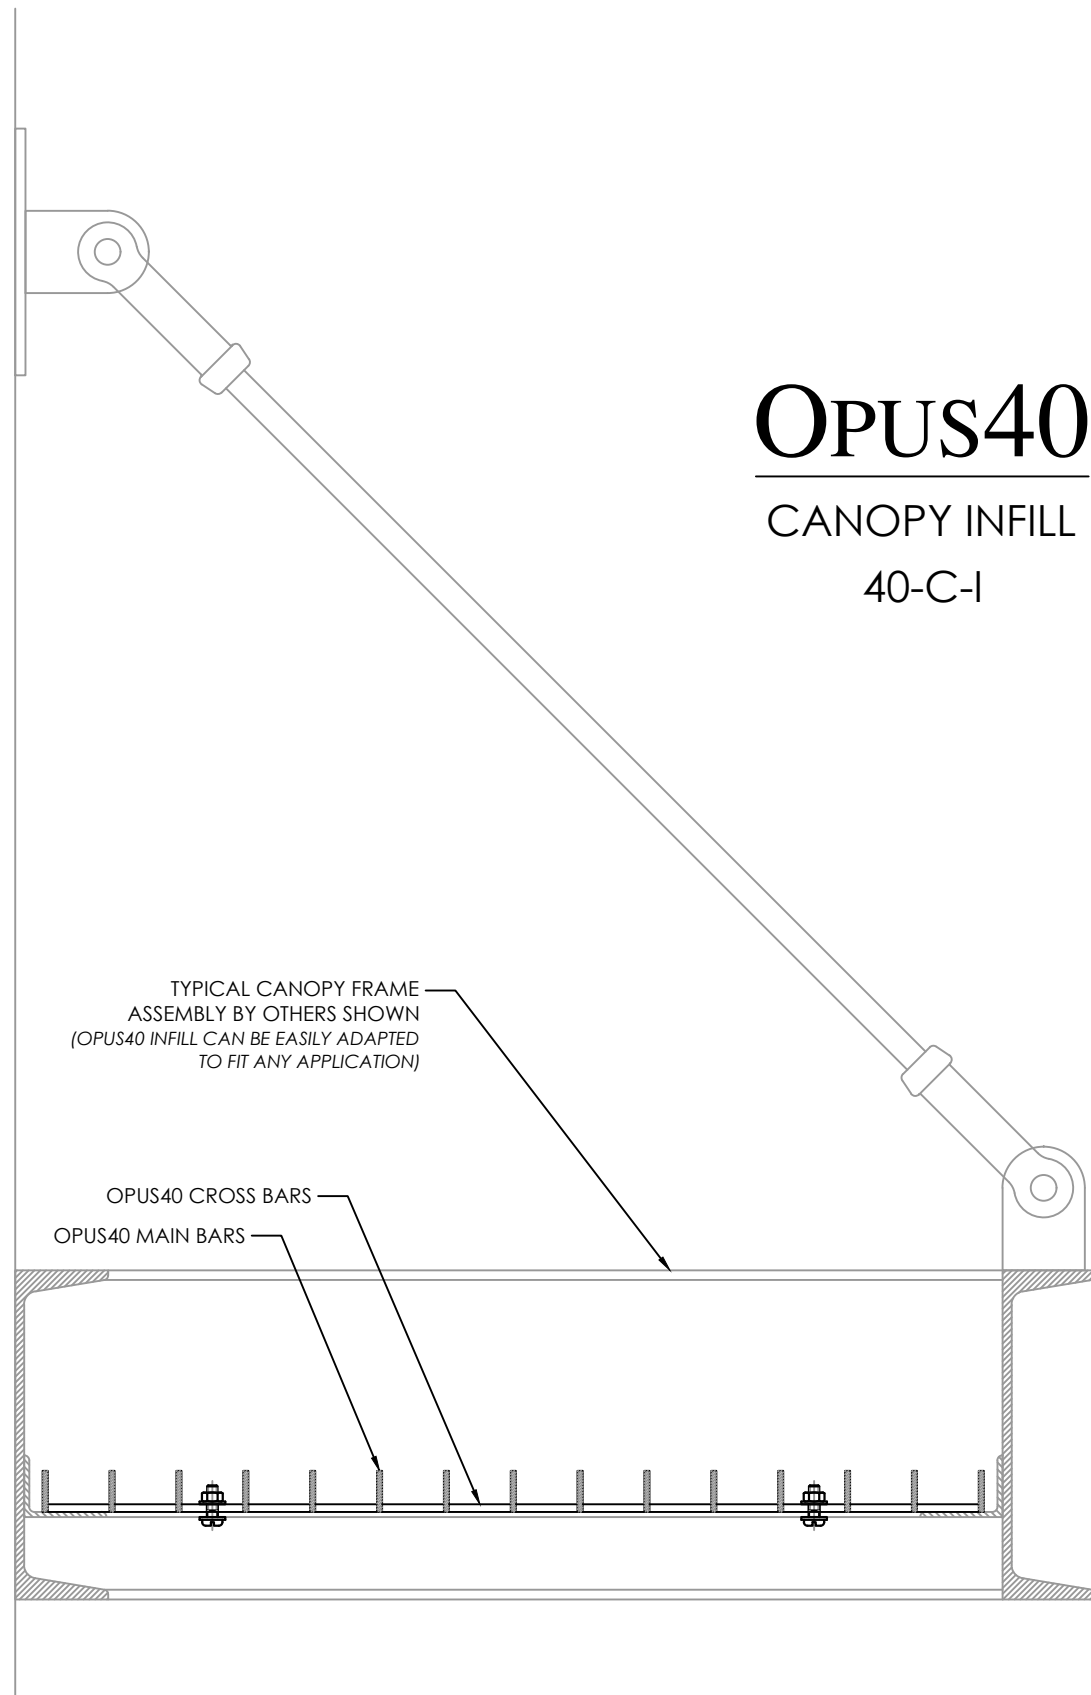 OPUS40
CANOPY INFILL
40-C-I
TYPICAL CANOPY FRAME
ASSEMBLY BY OTHERS SHOWN
(OPUS40 INFILL CAN BE EASILY ADAPTED
TO FIT ANY APPLICATION)
OPUS40 CROSS BARS
OPUS40 MAIN BARS